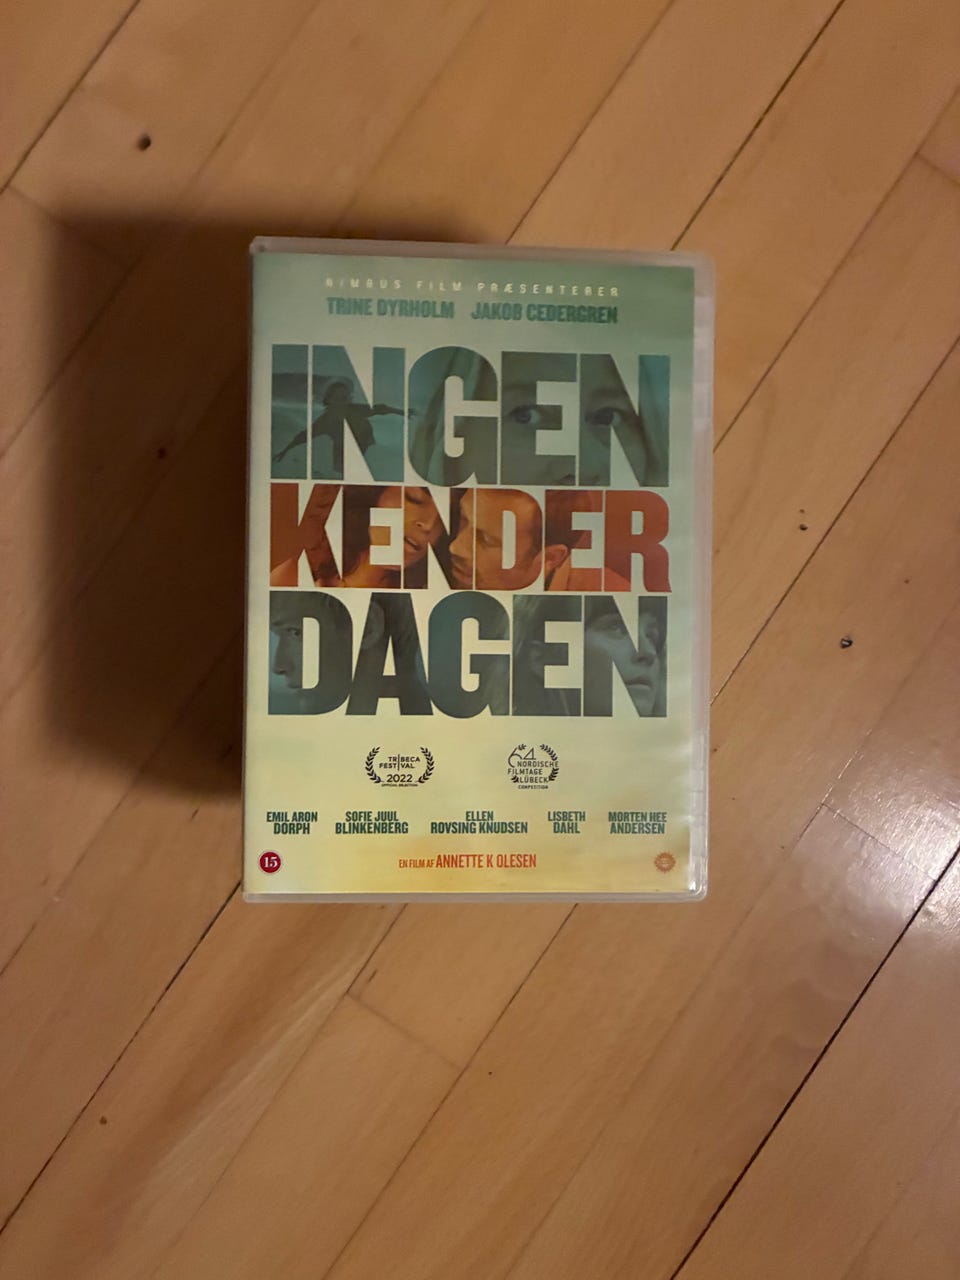 NIMBUS FILM PRÆSENTERER
TRINE DYRHOLM JAKOB CEDERGREN
INGEN
KENDER
DAGEN
TRIBECA
FESTIVAL
2022
OFFICIAL SELECTION
64
NORDISCHE
FILMTAGE
LÜBECK
COMPETITION
EMIL ARON
DORPH
SOFIE JUUL
BLINKENBERG
ELLEN
ROVSING KNUDSEN
LISBETH
DAHL
MORTEN HEE
ANDERSEN
15
EN FILM AF ANNETTE K OLESEN